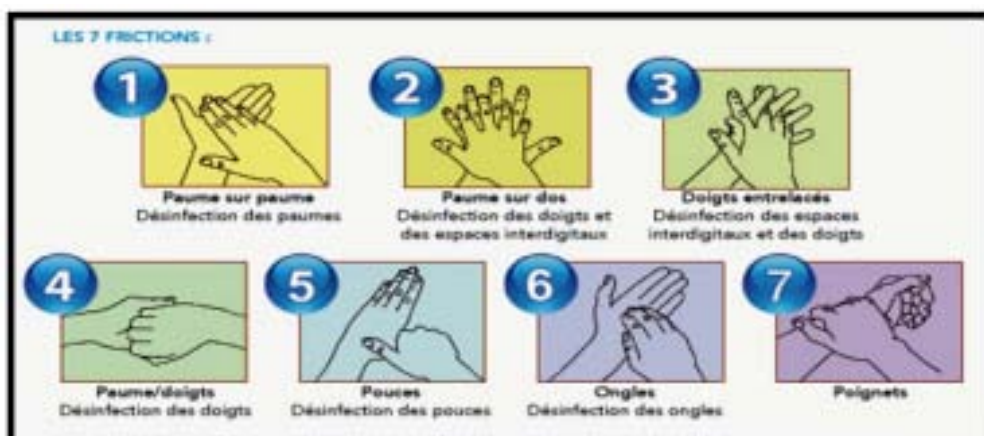 LES 7 FRICTIONS :
1
2
3
Paume sur paume
Désinfection des paumes
Paume sur dos
Désinfection des doigts et
des espaces interdigitaux
Doigts entrelacés
Désinfection des espaces
interdigitaux et des doigts
4
5
6
7
Paume/doigts
Désinfection des doigts
Pouces
Désinfection des pouces
Ongles
Désinfection des ongles
Poignets